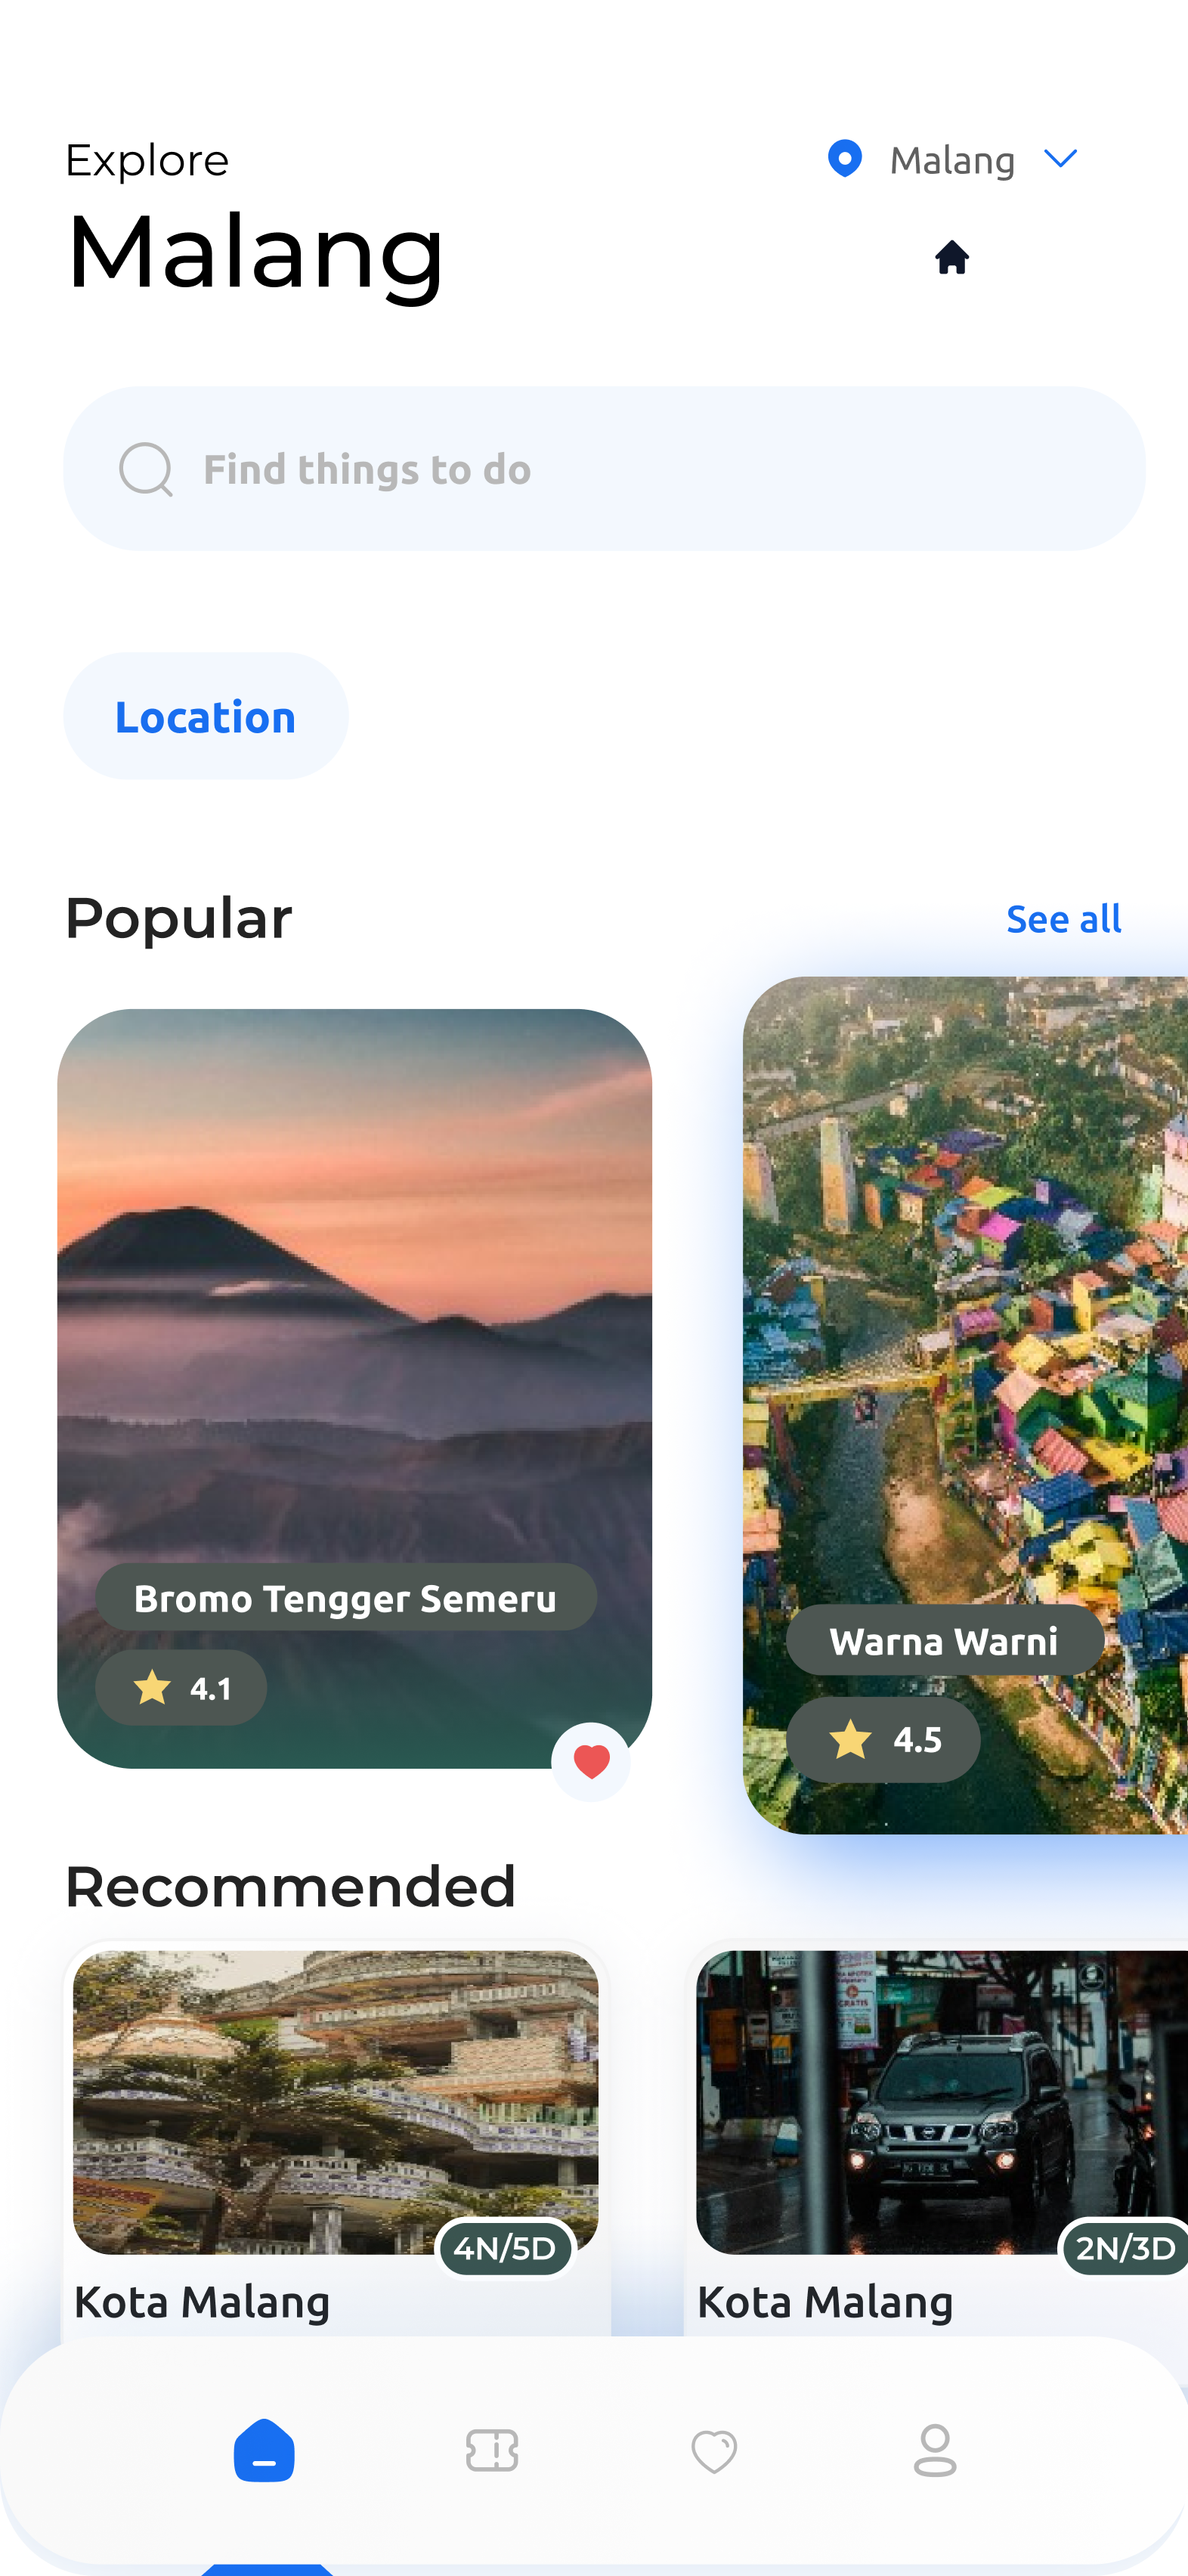 Explore
Malang
Malang
Find things to do
Location
Popular
See all
Bromo Tengger Semeru
4.1
Warna Warni
4.5
Recommended
GRATIS
4N/5D
2N/3D
Kota Malang
Kota Malang